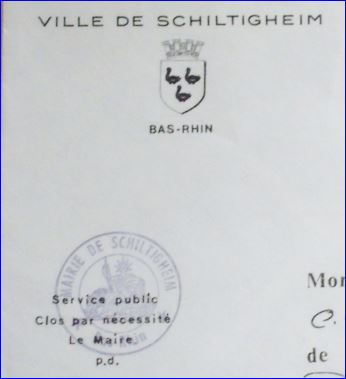 VILLE DE SCHILTIGHEIM
BAS-RHIN
MAIRIE DE SCHILTIGHEIM
Service public
Clos par nécessité
Le Maire
p.d.
Mon
C.
de